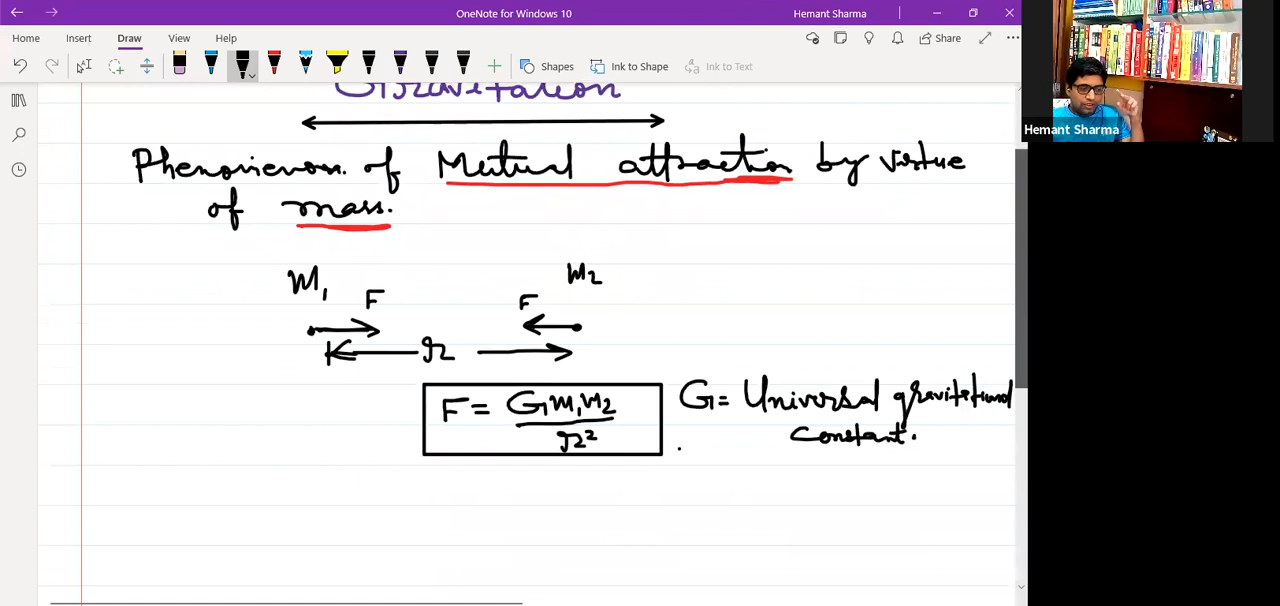 OneNote for Windows 10
Hemant Sharma
Home Insert Draw View Help
Share
Shapes Ink to Shape Ink to Text
Gravitation
Phenomenon. of Mutual attraction by virtue
of mass.
M1 M2
F F
r
F = Gm1m2
r2
G = Universal gravitational
Constant.
Hemant Sharma